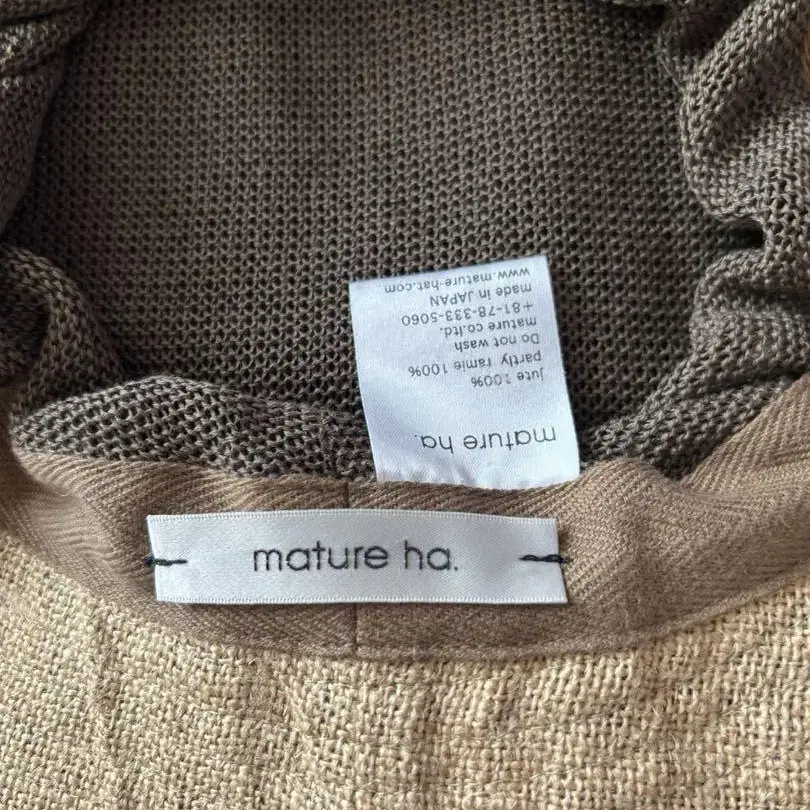 mature ha.
jute 100%
partly ramie 100%
Do not wash
mature co.ltd.
+81-78-333-5060
made in JAPAN
www.mature-hat.com
mature ha.